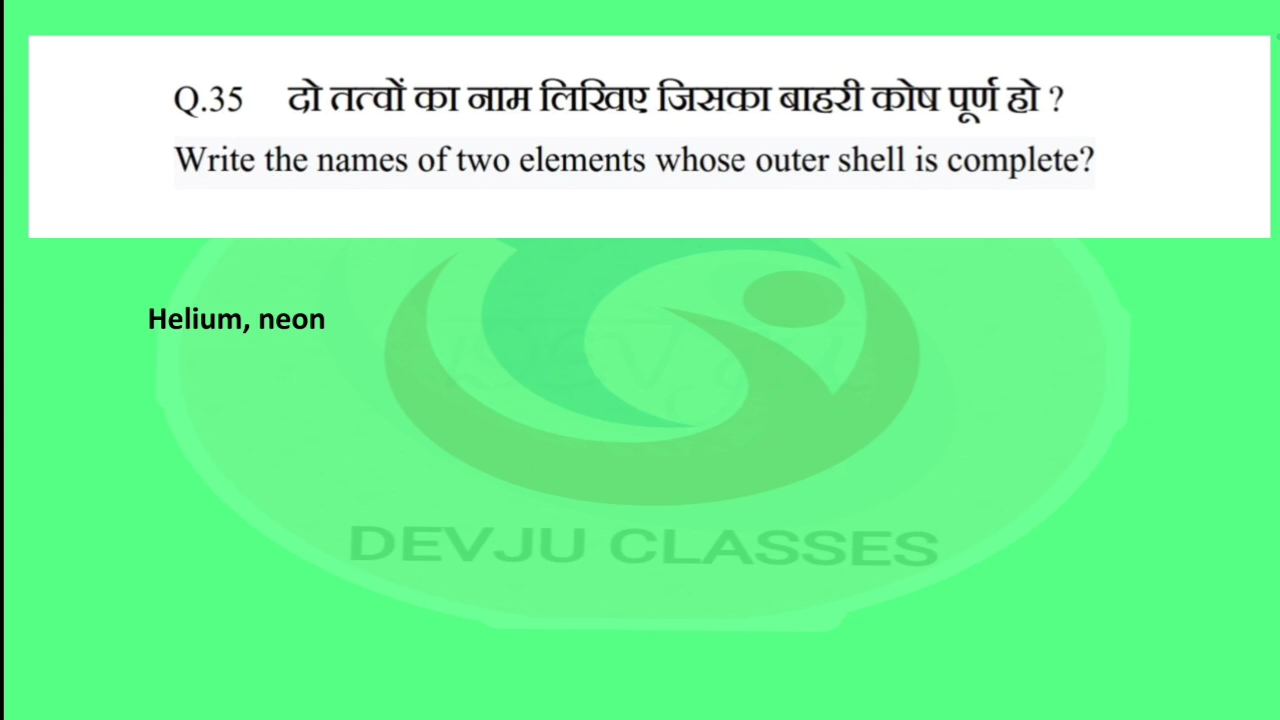 Q.35 दो तत्वों का नाम लिखिए जिसका बाहरी कोष पूर्ण हो ?
Write the names of two elements whose outer shell is complete?
Helium, neon
DEVJU CLASSES